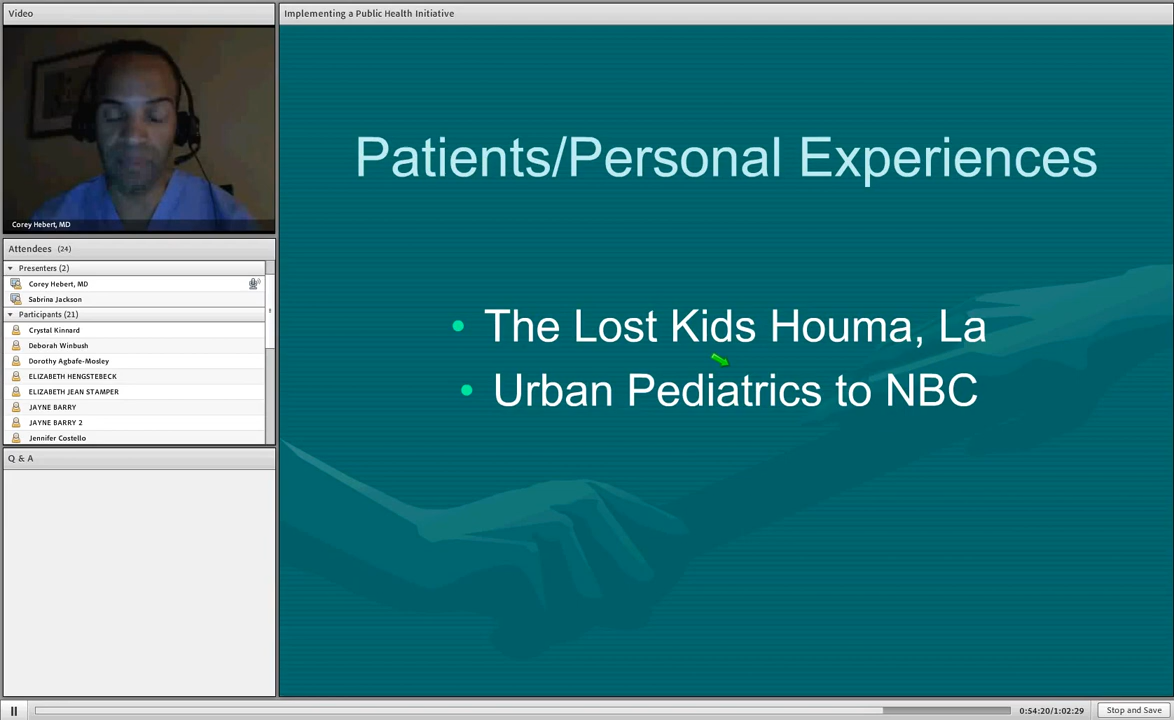 Video
Implementing a Public Health Initiative
Corey Hebert, MD
Attendees (24)
Presenters (2)
Corey Hebert, MD
Sabrina Jackson
Participants (21)
Crystal Kinnard
Deborah Winbush
Dorothy Agbafe-Mosley
ELIZABETH HENGSTEBECK
ELIZABETH JEAN STAMPER
JAYNE BARRY
JAYNE BARRY 2
Jennifer Costello
Q & A
Patients/Personal Experiences
• The Lost Kids Houma, La
• Urban Pediatrics to NBC
0:54:20/1:02:29
Stop and Save